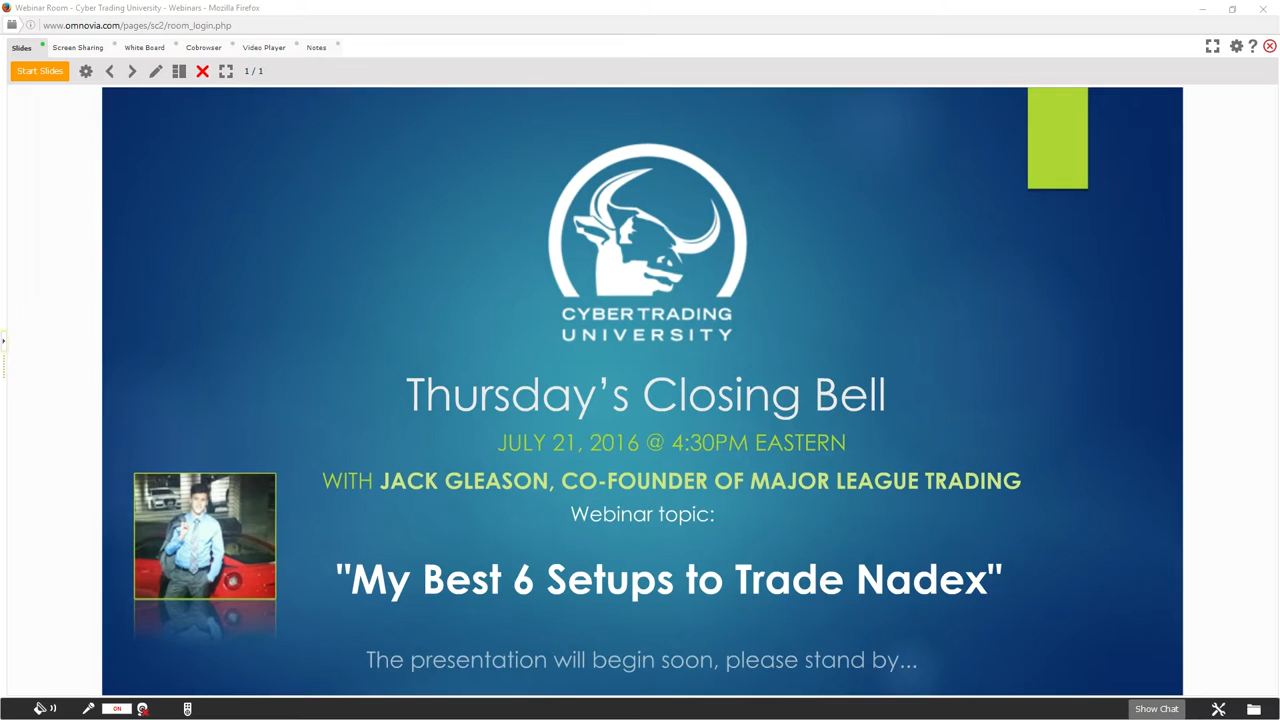 Webinar Room - Cyber Trading University - Webinars - Mozilla Firefox
www.omnovia.com/pages/sc2/room_login.php
Slides Screen Sharing White Board Cobrowser Video Player Notes
Start Slides 1 / 1
CYBER TRADING
UNIVERSITY
Thursday’s Closing Bell
JULY 21, 2016 @ 4:30PM EASTERN
WITH JACK GLEASON, CO-FOUNDER OF MAJOR LEAGUE TRADING
Webinar topic:
"My Best 6 Setups to Trade Nadex"
The presentation will begin soon, please stand by...
ON Show Chat